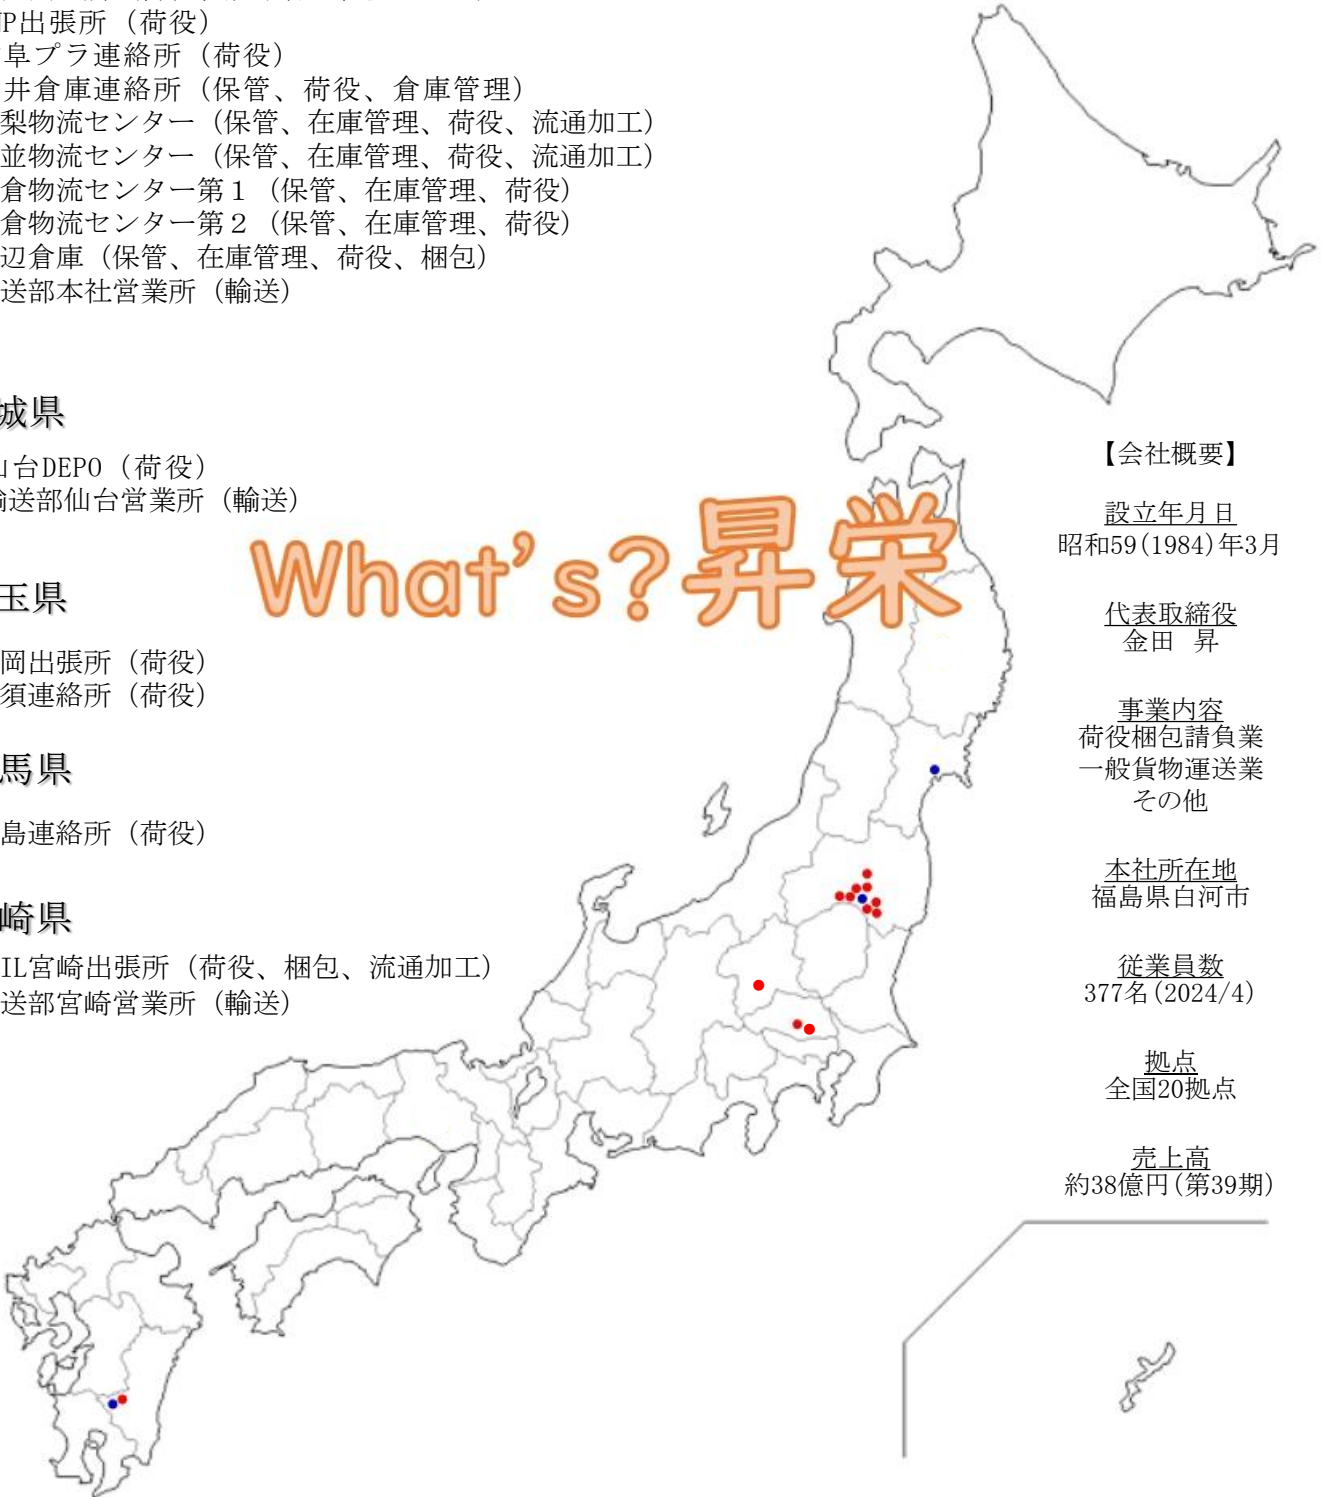 NP出張所（荷役）
阜プラ連絡所（荷役）
井倉庫連絡所（保管、荷役、倉庫管理）
梨物流センター（保管、在庫管理、荷役、流通加工）
並物流センター（保管、在庫管理、荷役、流通加工）
倉物流センター第１（保管、在庫管理、荷役）
倉物流センター第２（保管、在庫管理、荷役）
辺倉庫（保管、在庫管理、荷役、梱包）
送部本社営業所（輸送）
城県
台DEPO（荷役）
輸送部仙台営業所（輸送）
玉県
岡出張所（荷役）
須連絡所（荷役）
馬県
島連絡所（荷役）
崎県
IL宮崎出張所（荷役、梱包、流通加工）
送部宮崎営業所（輸送）
What's?昇栄
【会社概要】
設立年月日
昭和59(1984)年3月
代表取締役
金田　昇
事業内容
荷役梱包請負業
一般貨物運送業
その他
本社所在地
福島県白河市
従業員数
377名(2024/4)
拠点
全国20拠点
売上高
約38億円(第39期)